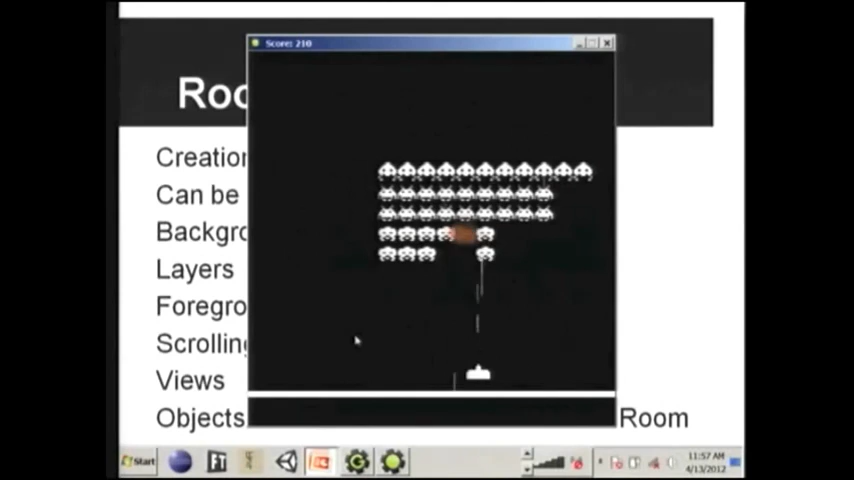 Score: 210
Roo
Creation
Can be
Backgro
Layers
Foregro
Scrolling
Views
Objects
Room
Start
FT
11:57 AM
4/13/2012